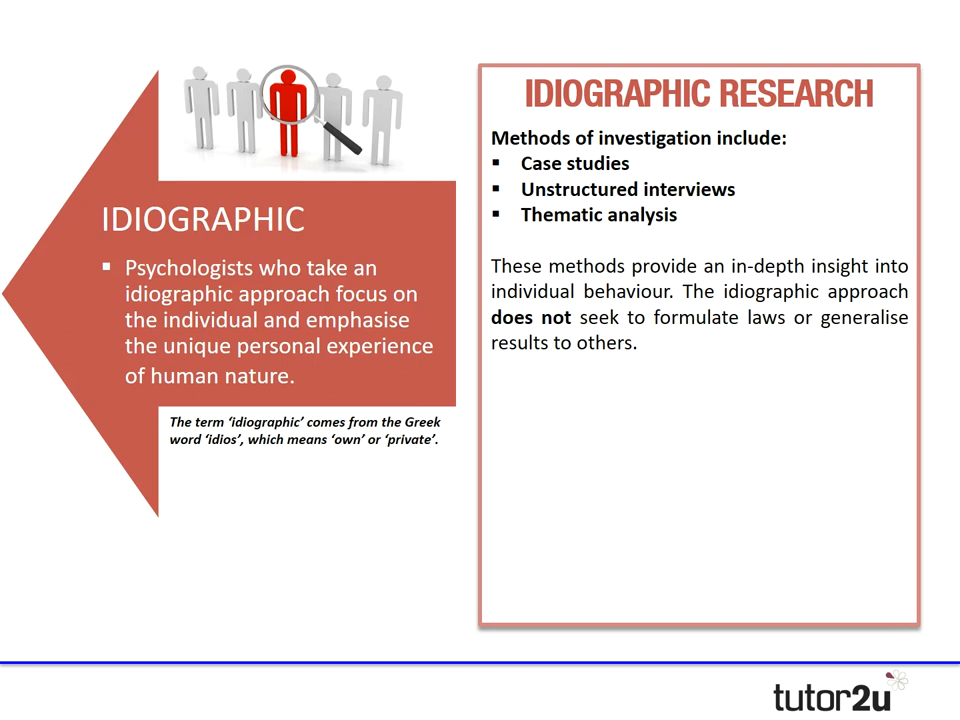 IDIOGRAPHIC
▪ Psychologists who take an
idiographic approach focus on
the individual and emphasise
the unique personal experience
of human nature.
The term ‘idiographic’ comes from the Greek
word ‘idios’, which means ‘own’ or ‘private’.
IDIOGRAPHIC RESEARCH
Methods of investigation include:
▪ Case studies
▪ Unstructured interviews
▪ Thematic analysis
These methods provide an in-depth insight into
individual behaviour. The idiographic approach
does not seek to formulate laws or generalise
results to others.
tutor2u